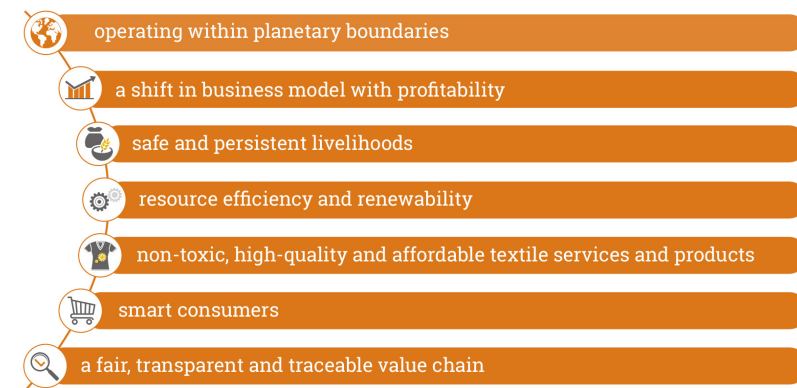 operating within planetary boundaries
a shift in business model with profitability
safe and persistent livelihoods
resource efficiency and renewability
non-toxic, high-quality and affordable textile services and products
smart consumers
a fair, transparent and traceable value chain